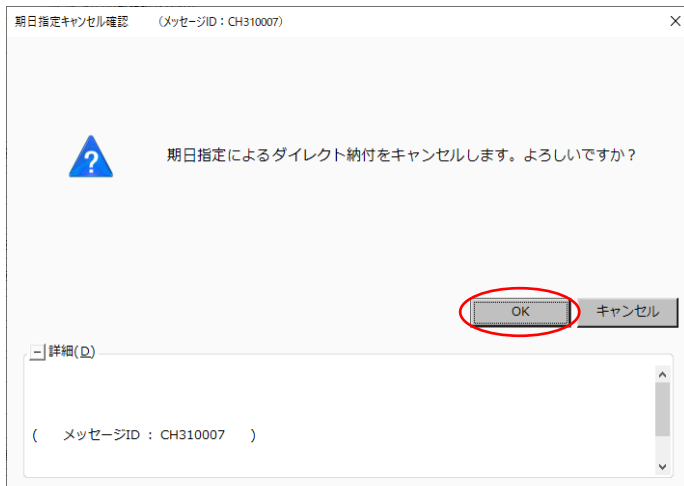 期日指定キャンセル確認　　（メッセージID：CH310007）
期日指定によるダイレクト納付をキャンセルします。よろしいですか？
OK
キャンセル
詳細(D)
(　　メッセージID : CH310007　　)